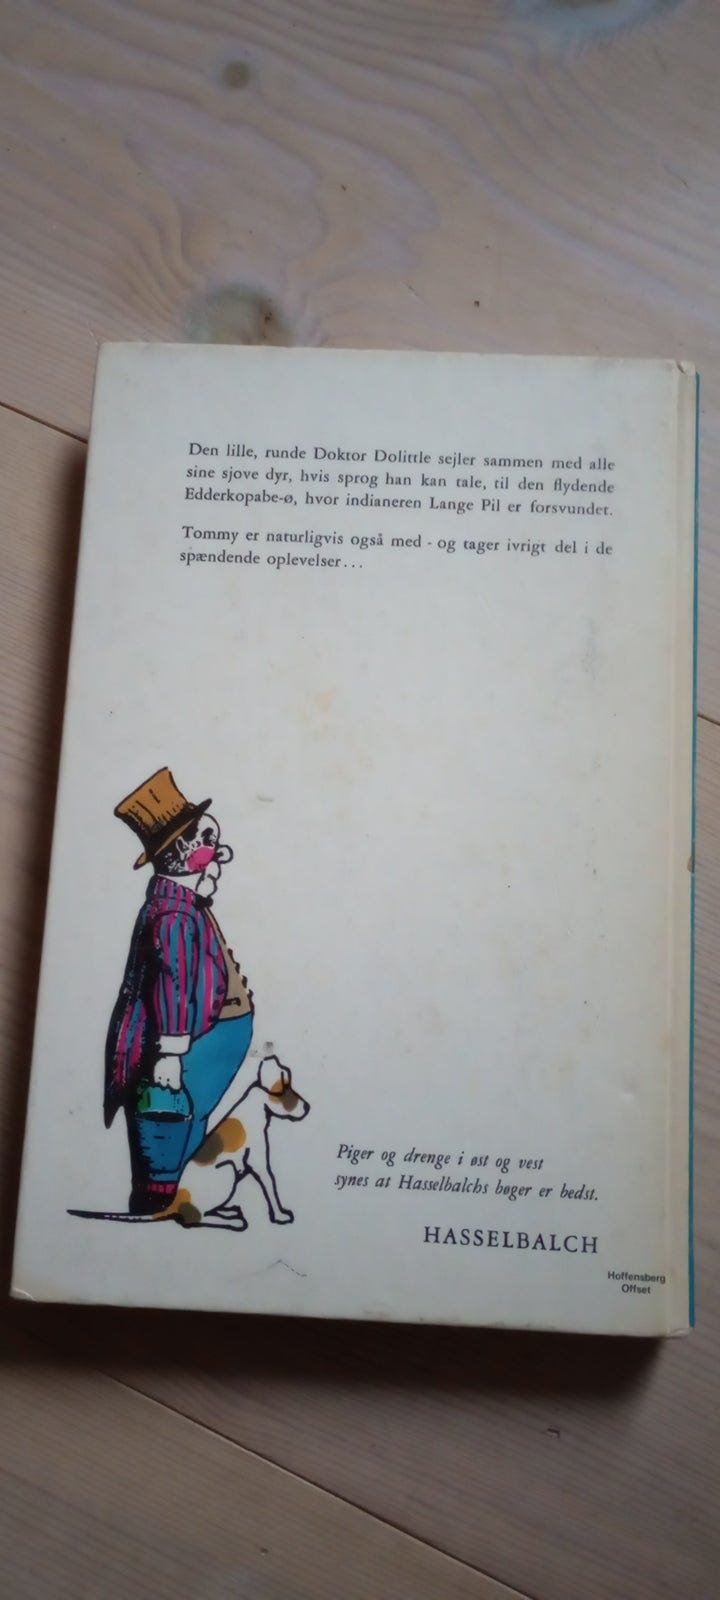 Den lille, runde Doktor Dolittle sejler sammen med alle
sine sjove dyr, hvis sprog han kan tale, til den flydende
Edderkopabe-ø, hvor indianeren Lange Pil er forsvundet.
Tommy er naturligvis også med - og tager ivrigt del i de
spændende oplevelser...
Piger og drenge i øst og vest
synes at Hasselbalchs bøger er bedst.
HASSELBALCH
Hoffensberg
Offset